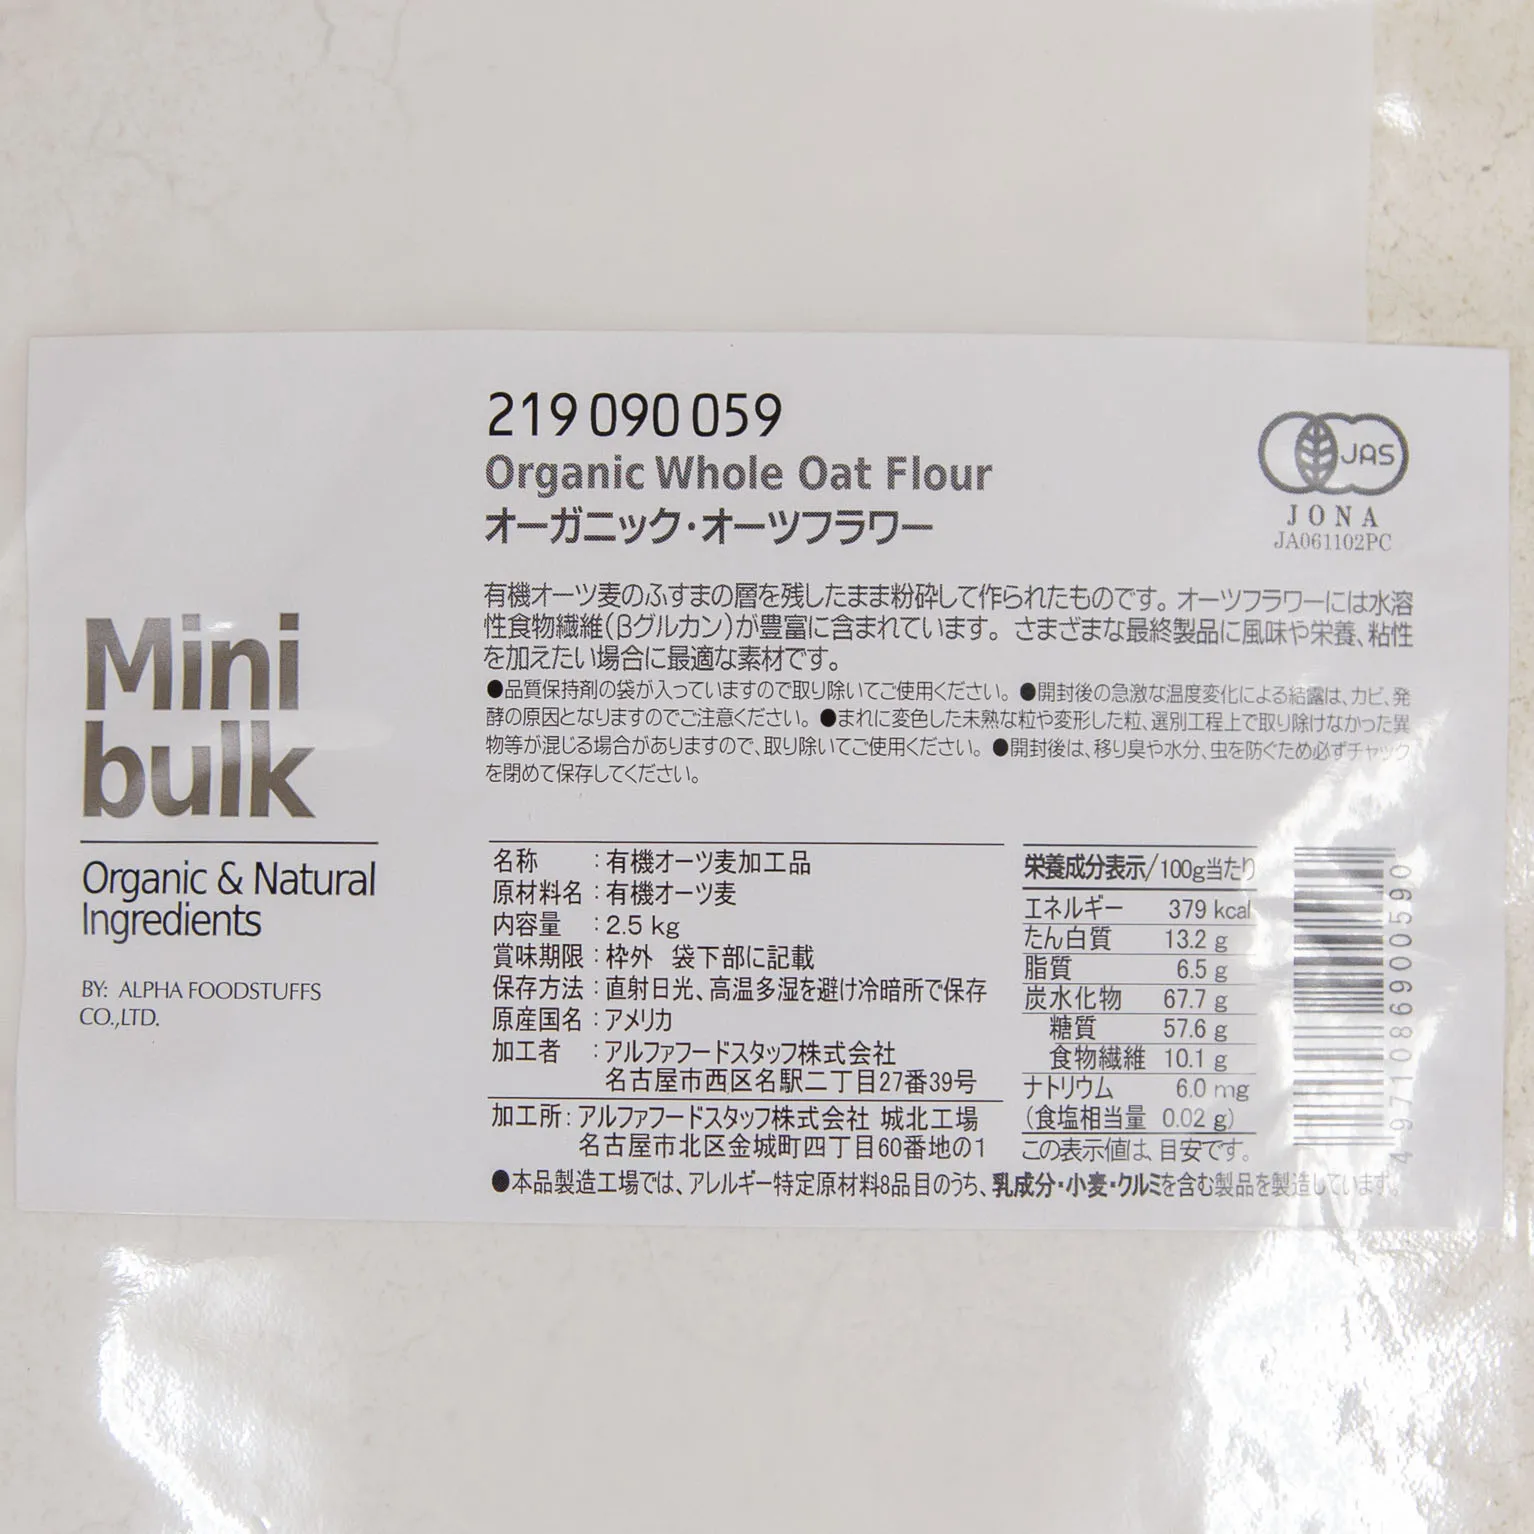 219 090 059
Organic Whole Oat Flour
オーガニック・オーツフラワー
JAS
JONA
JA061102PC
有機オーツ麦のふすまの層を残したまま粉砕して作られたものです。オーツフラワーには水溶
性食物繊維(βグルカン)が豊富に含まれています。さまざまな最終製品に風味や栄養、粘性
を加えたい場合に最適な素材です。
●品質保持剤の袋が入っていますので取り除いてご使用ください。●開封後の急激な温度変化による結露は、カビ、発
酵の原因となりますのでご注意ください。●まれに変色した未熟な粒や変形した粒、選別工程上で取り除けなかった異
物等が混じる場合がありますので、取り除いてご使用ください。●開封後は、移り臭や水分、虫を防ぐため必ずチャック
を閉めて保存してください。
Mini
bulk
Organic & Natural
Ingredients
BY: ALPHA FOODSTUFFS
CO.,LTD.
名称 :有機オーツ麦加工品
原材料名:有機オーツ麦
内容量 :2.5 kg
賞味期限:枠外 袋下部に記載
保存方法:直射日光、高温多湿を避け冷暗所で保存
原産国名:アメリカ
加工者 :アルファフードスタッフ株式会社
名古屋市西区名駅二丁目27番39号
加工所:アルファフードスタッフ株式会社 城北工場
名古屋市北区金城町四丁目60番地の1
栄養成分表示/100g当たり
エネルギー 379 kcal
たん白質 13.2 g
脂質 6.5 g
炭水化物 67.7 g
糖質 57.6 g
食物繊維 10.1 g
ナトリウム 6.0 mg
(食塩相当量 0.02 g)
この表示値は、目安です。
4971086900590
●本品製造工場では、アレルギー特定原材料8品目のうち、乳成分・小麦・クルミを含む製品を製造しています。